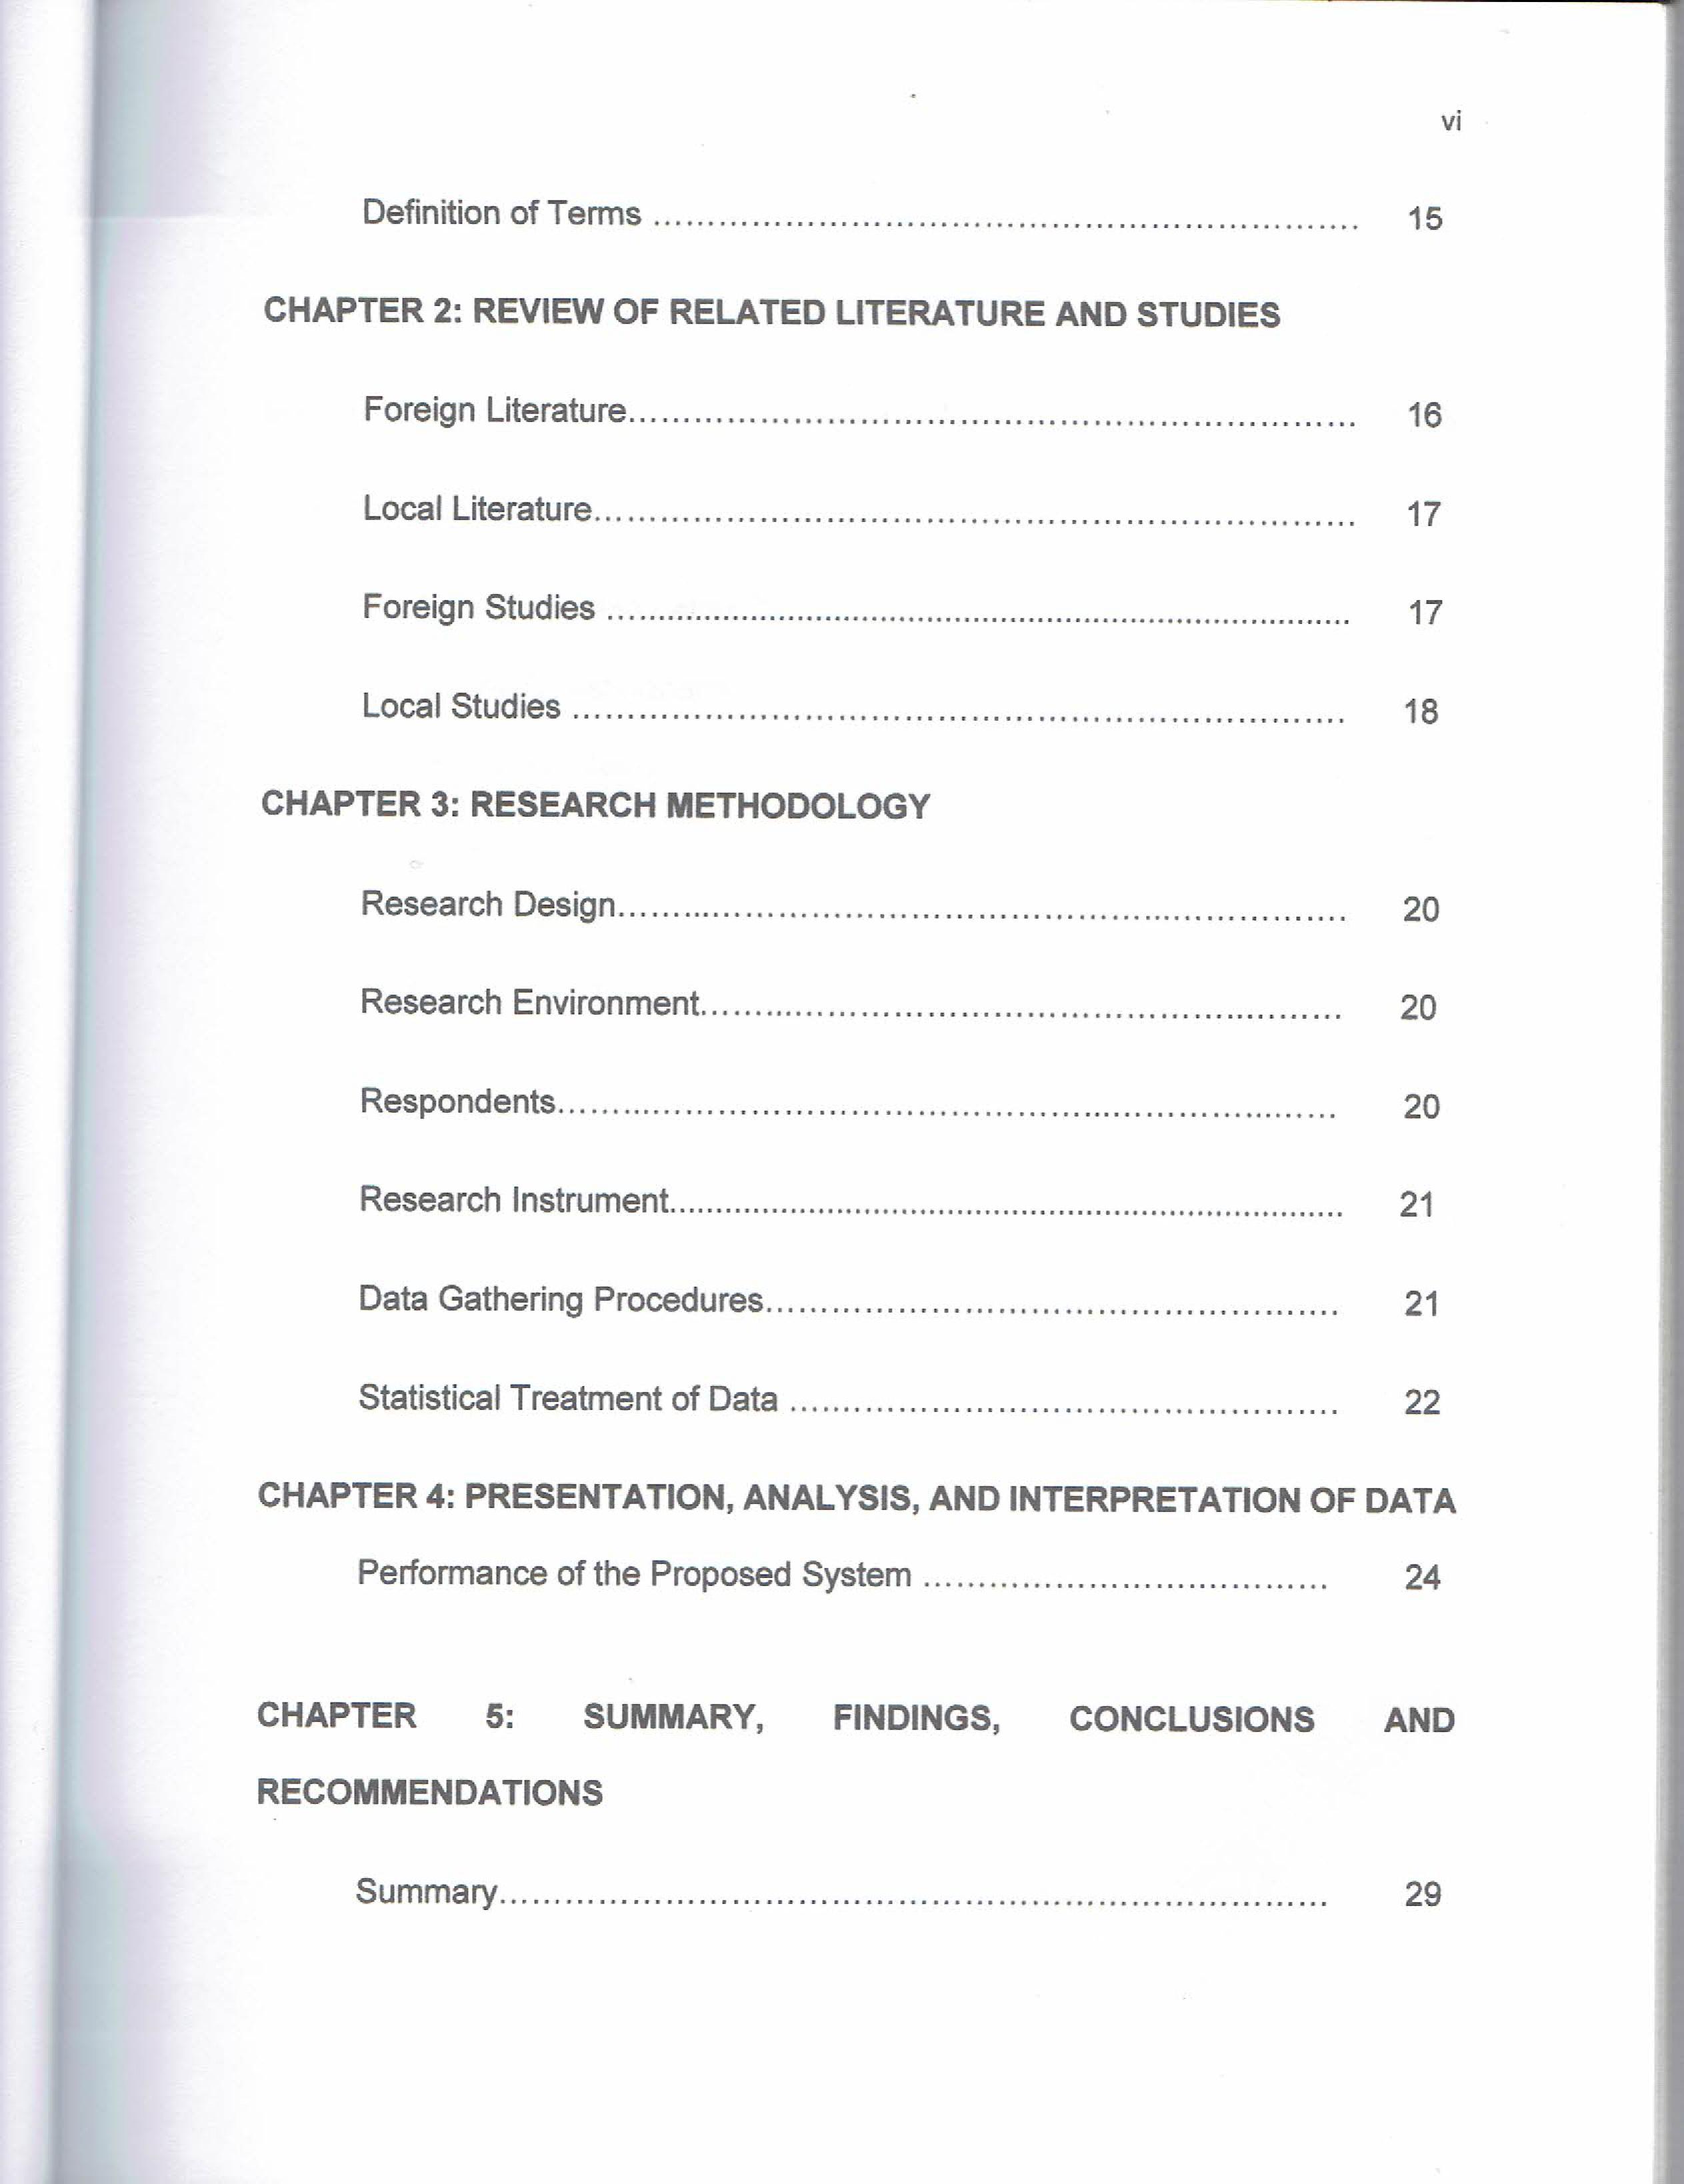 vi
Definition of Terms ........................................................................ 15
CHAPTER 2: REVIEW OF RELATED LITERATURE AND STUDIES
Foreign Literature........................................................................ 16
Local Literature........................................................................ 17
Foreign Studies ........................................................................ 17
Local Studies ........................................................................ 18
CHAPTER 3: RESEARCH METHODOLOGY
Research Design........................................................................ 20
Research Environment............................................................ 20
Respondents........................................................................ 20
Research Instrument........................................................................ 21
Data Gathering Procedures.................................................... 21
Statistical Treatment of Data .................................................... 22
CHAPTER 4: PRESENTATION, ANALYSIS, AND INTERPRETATION OF DATA
Performance of the Proposed System ..................................... 24
CHAPTER 5: SUMMARY, FINDINGS, CONCLUSIONS AND
RECOMMENDATIONS
Summary........................................................................ 29